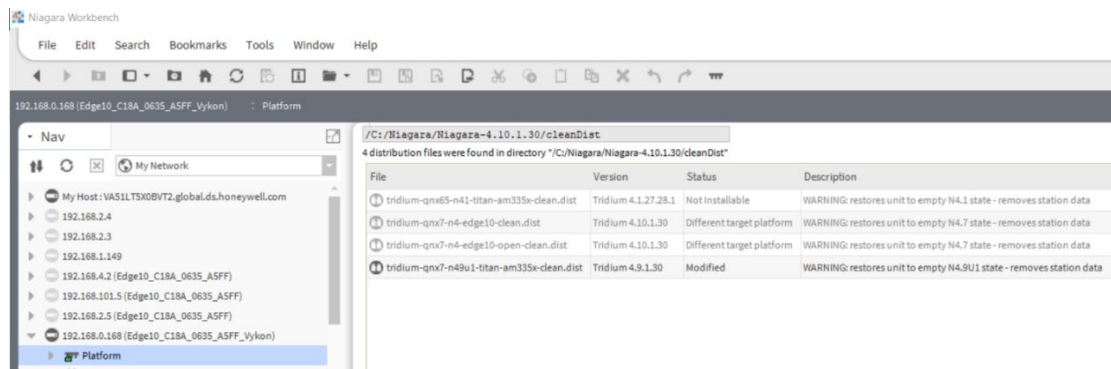 Niagara Workbench
File Edit Search Bookmarks Tools Window Help
192.168.0.168 (Edge10_C18A_0635_A5FF_Vykon) : Platform
Nav
My Network
My Host : VA51LT5X0BVT2.global.ds.honeywell.com
192.168.2.4
192.168.2.3
192.168.1.149
192.168.4.2 (Edge10_C18A_0635_A5FF)
192.168.101.5 (Edge10_C18A_0635_A5FF)
192.168.2.5 (Edge10_C18A_0635_A5FF)
192.168.0.168 (Edge10_C18A_0635_A5FF_Vykon)
Platform
/C:/Niagara/Niagara-4.10.1.30/cleanDist
4 distribution files were found in directory "/C:/Niagara/Niagara-4.10.1.30/cleanDist"
File Version Status Description
tridium-qnx65-n41-titan-am335x-clean.dist Tridium 4.1.27.28.1 Not Installable WARNING: restores unit to empty N4.1 state - removes station data
tridium-qnx7-n4-edge10-clean.dist Tridium 4.10.1.30 Different target platform WARNING: restores unit to empty N4.7 state - removes station data
tridium-qnx7-n4-edge10-open-clean.dist Tridium 4.10.1.30 Different target platform WARNING: restores unit to empty N4.7 state - removes station data
tridium-qnx7-n49u1-titan-am335x-clean.dist Tridium 4.9.1.30 Modified WARNING: restores unit to empty N4.9U1 state - removes station data